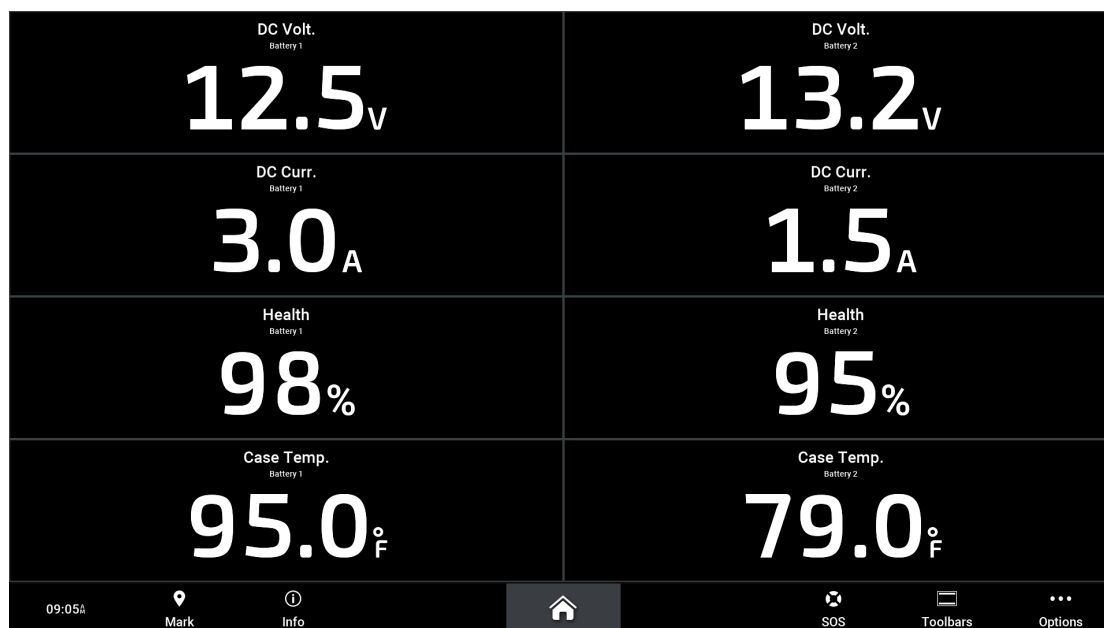 DC Volt.
Battery 1
12.5V
DC Volt.
Battery 2
13.2V
DC Curr.
Battery 1
3.0A
DC Curr.
Battery 2
1.5A
Health
Battery 1
98%
Health
Battery 2
95%
Case Temp.
Battery 1
95.0°F
Case Temp.
Battery 2
79.0°F
09:05AM
Mark
Info
SOS
Toolbars
Options